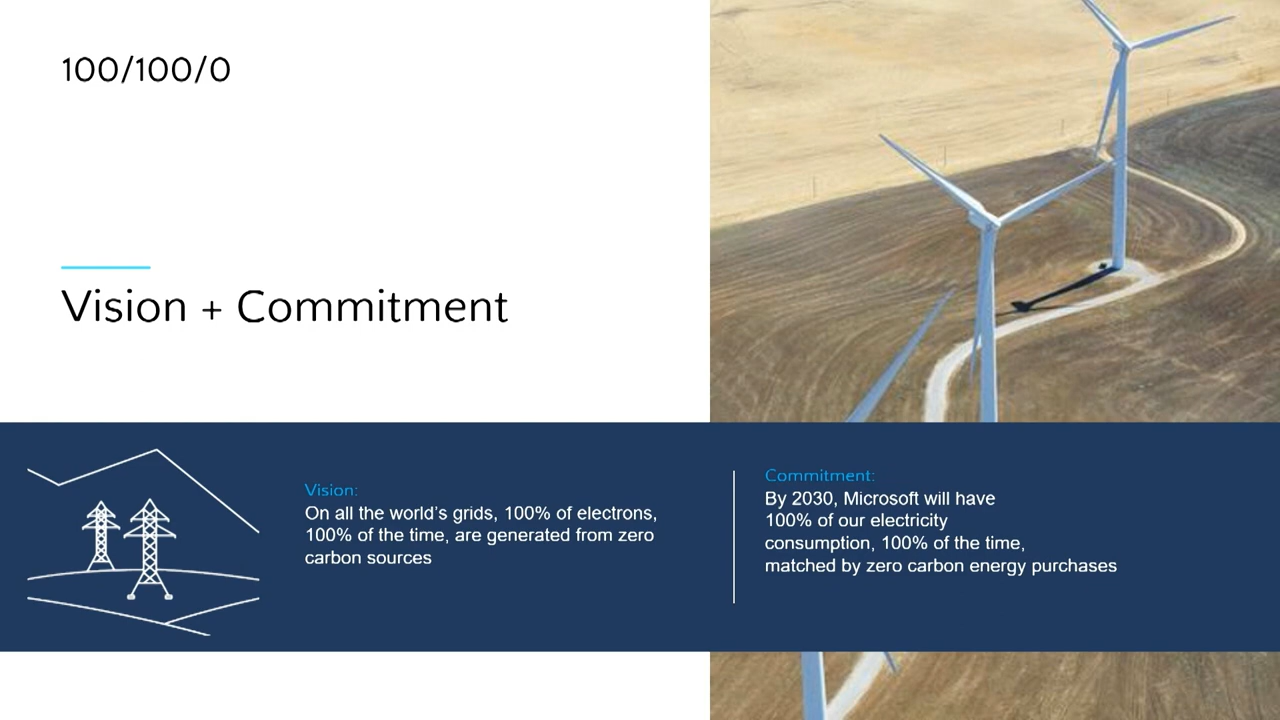 100/100/0
Vision + Commitment
Vision:
On all the world’s grids, 100% of electrons,
100% of the time, are generated from zero
carbon sources
Commitment:
By 2030, Microsoft will have
100% of our electricity
consumption, 100% of the time,
matched by zero carbon energy purchases